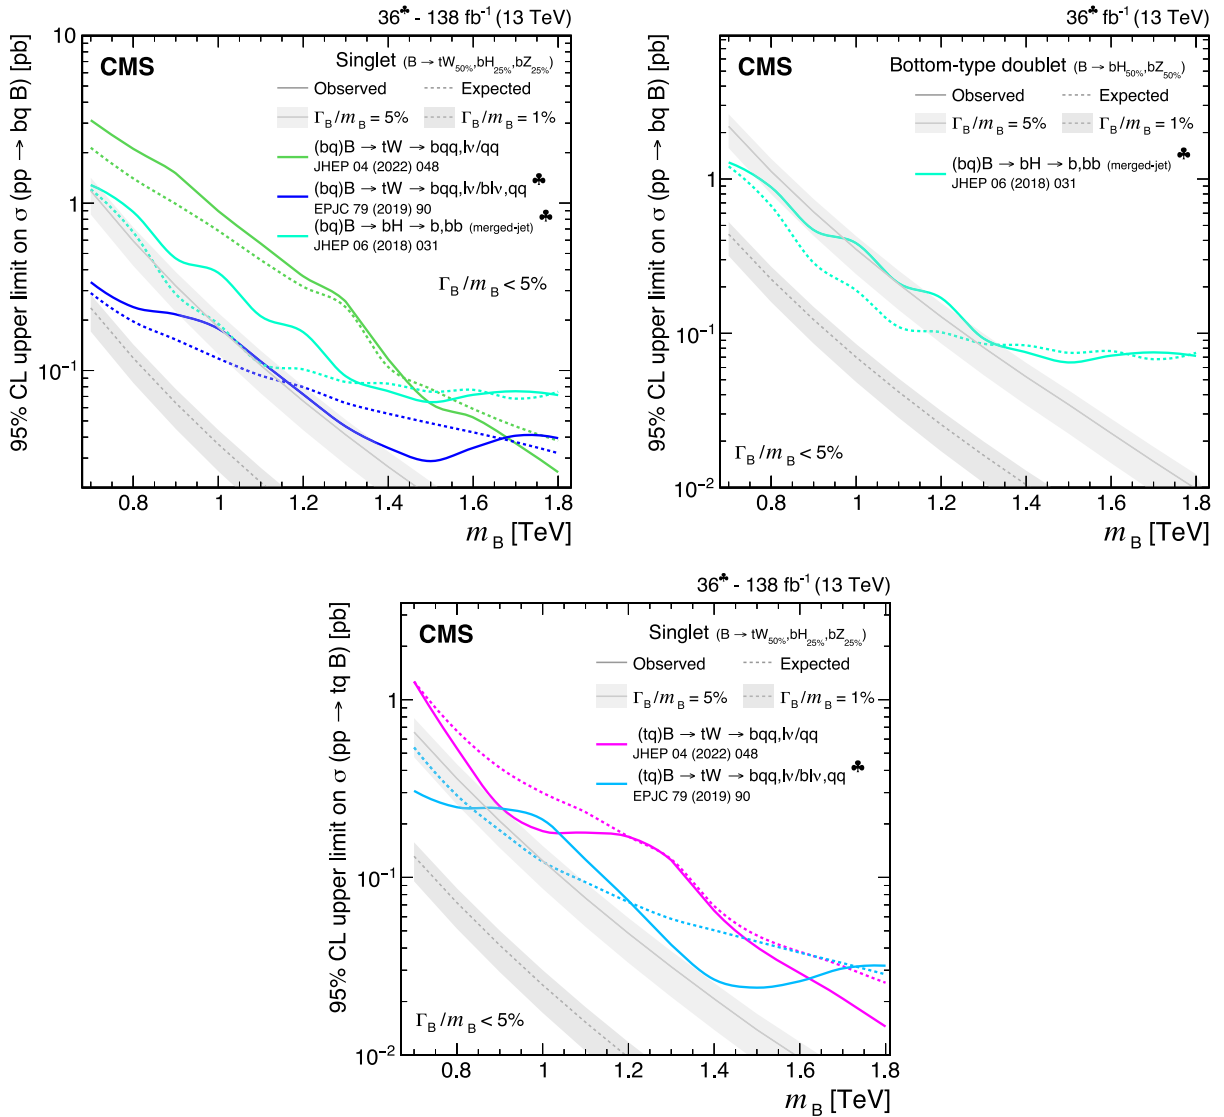 36♣ - 138 fb-1 (13 TeV)
95% CL upper limit on σ (pp → bq B) [pb]
10
1
10−1
CMS
Singlet (B → tW50%,bH25%,bZ25%)
Observed
Expected
ΓB/mB = 5%
ΓB/mB = 1%
(bq)B → tW → bqq,lν/qq
JHEP 04 (2022) 048
(bq)B → tW → bqq,lν/blν,qq ♣
EPJC 79 (2019) 90
(bq)B → bH → b,bb (merged-jet) ♣
JHEP 06 (2018) 031
ΓB/mB < 5%
0.8 1 1.2 1.4 1.6 1.8
mB [TeV]
36♣ fb-1 (13 TeV)
95% CL upper limit on σ (pp → bq B) [pb]
1
10−1
10−2
CMS
Bottom-type doublet (B → bH50%,bZ50%)
Observed
Expected
ΓB/mB = 5%
ΓB/mB = 1%
(bq)B → bH → b,bb (merged-jet) ♣
JHEP 06 (2018) 031
ΓB/mB < 5%
0.8 1 1.2 1.4 1.6 1.8
mB [TeV]
36♣ - 138 fb-1 (13 TeV)
95% CL upper limit on σ (pp → tq B) [pb]
1
10−1
10−2
CMS
Singlet (B → tW50%,bH25%,bZ25%)
Observed
Expected
ΓB/mB = 5%
ΓB/mB = 1%
(tq)B → tW → bqq,lν/qq
JHEP 04 (2022) 048
(tq)B → tW → bqq,lν/blν,qq ♣
EPJC 79 (2019) 90
ΓB/mB < 5%
0.8 1 1.2 1.4 1.6 1.8
mB [TeV]